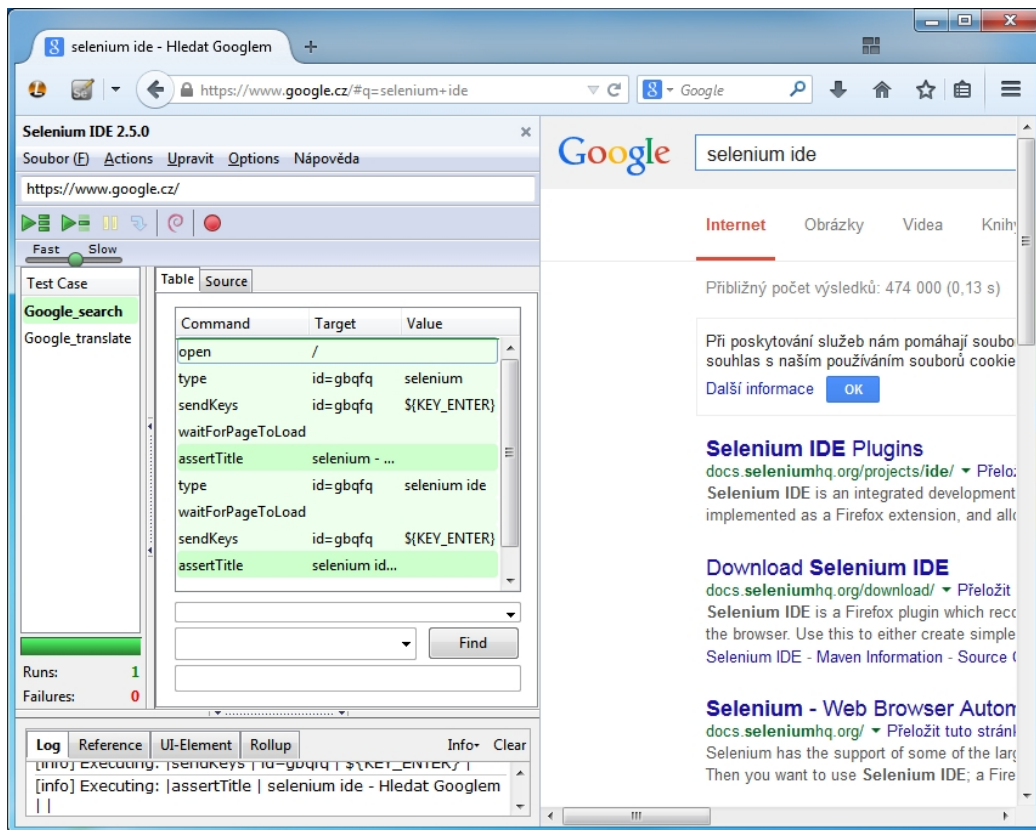 selenium ide - Hledat Googlem
https://www.google.cz/#q=selenium+ide
Google
Selenium IDE 2.5.0
Soubor (F) Actions Upravit Options Nápověda
https://www.google.cz/
Fast Slow
Test Case
Google_search
Google_translate
Runs: 1
Failures: 0
Table Source
Command Target Value
open /
type id=gbqfq selenium
sendKeys id=gbqfq ${KEY_ENTER}
waitForPageToLoad
assertTitle selenium - ...
type id=gbqfq selenium ide
waitForPageToLoad
sendKeys id=gbqfq ${KEY_ENTER}
assertTitle selenium id...
Find
Log Reference UI-Element Rollup Info Clear
[info] Executing: |sendKeys | id=gbqfq | ${KEY_ENTER} |
[info] Executing: |assertTitle | selenium ide - Hledat Googlem
| |
Google selenium ide
Internet Obrázky Videa Knihy
Přibližný počet výsledků: 474 000 (0,13 s)
Při poskytování služeb nám pomáhají soubo
souhlas s naším používáním souborů cookie
Další informace OK
Selenium IDE Plugins
docs.seleniumhq.org/projects/ide/ Přelož
Selenium IDE is an integrated development
implemented as a Firefox extension, and allo
Download Selenium IDE
docs.seleniumhq.org/download/ Přeložit
Selenium IDE is a Firefox plugin which reco
the browser. Use this to either create simple
Selenium IDE - Maven Information - Source
Selenium - Web Browser Autom
docs.seleniumhq.org/ Přeložit tuto stránk
Selenium has the support of some of the larg
Then you want to use Selenium IDE; a Fire